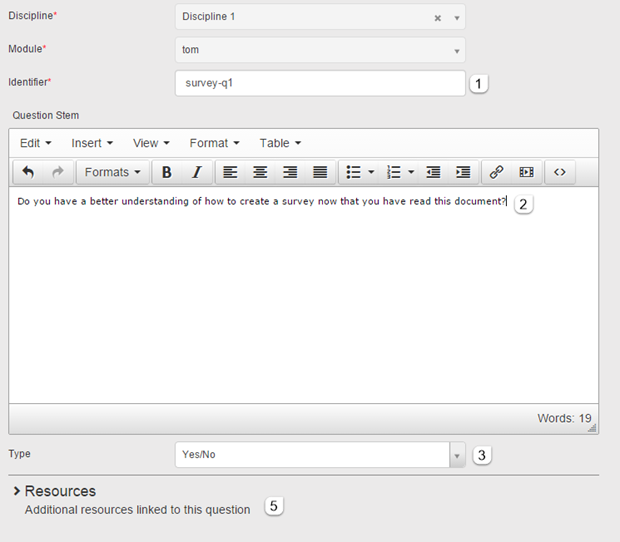 Discipline* Discipline 1
Module* tom
Identifier* survey-q1 1
Question Stem
Edit Insert View Format Table
Formats B I
Do you have a better understanding of how to create a survey now that you have read this document? 2
Words: 19
Type Yes/No 3
Resources
Additional resources linked to this question 5